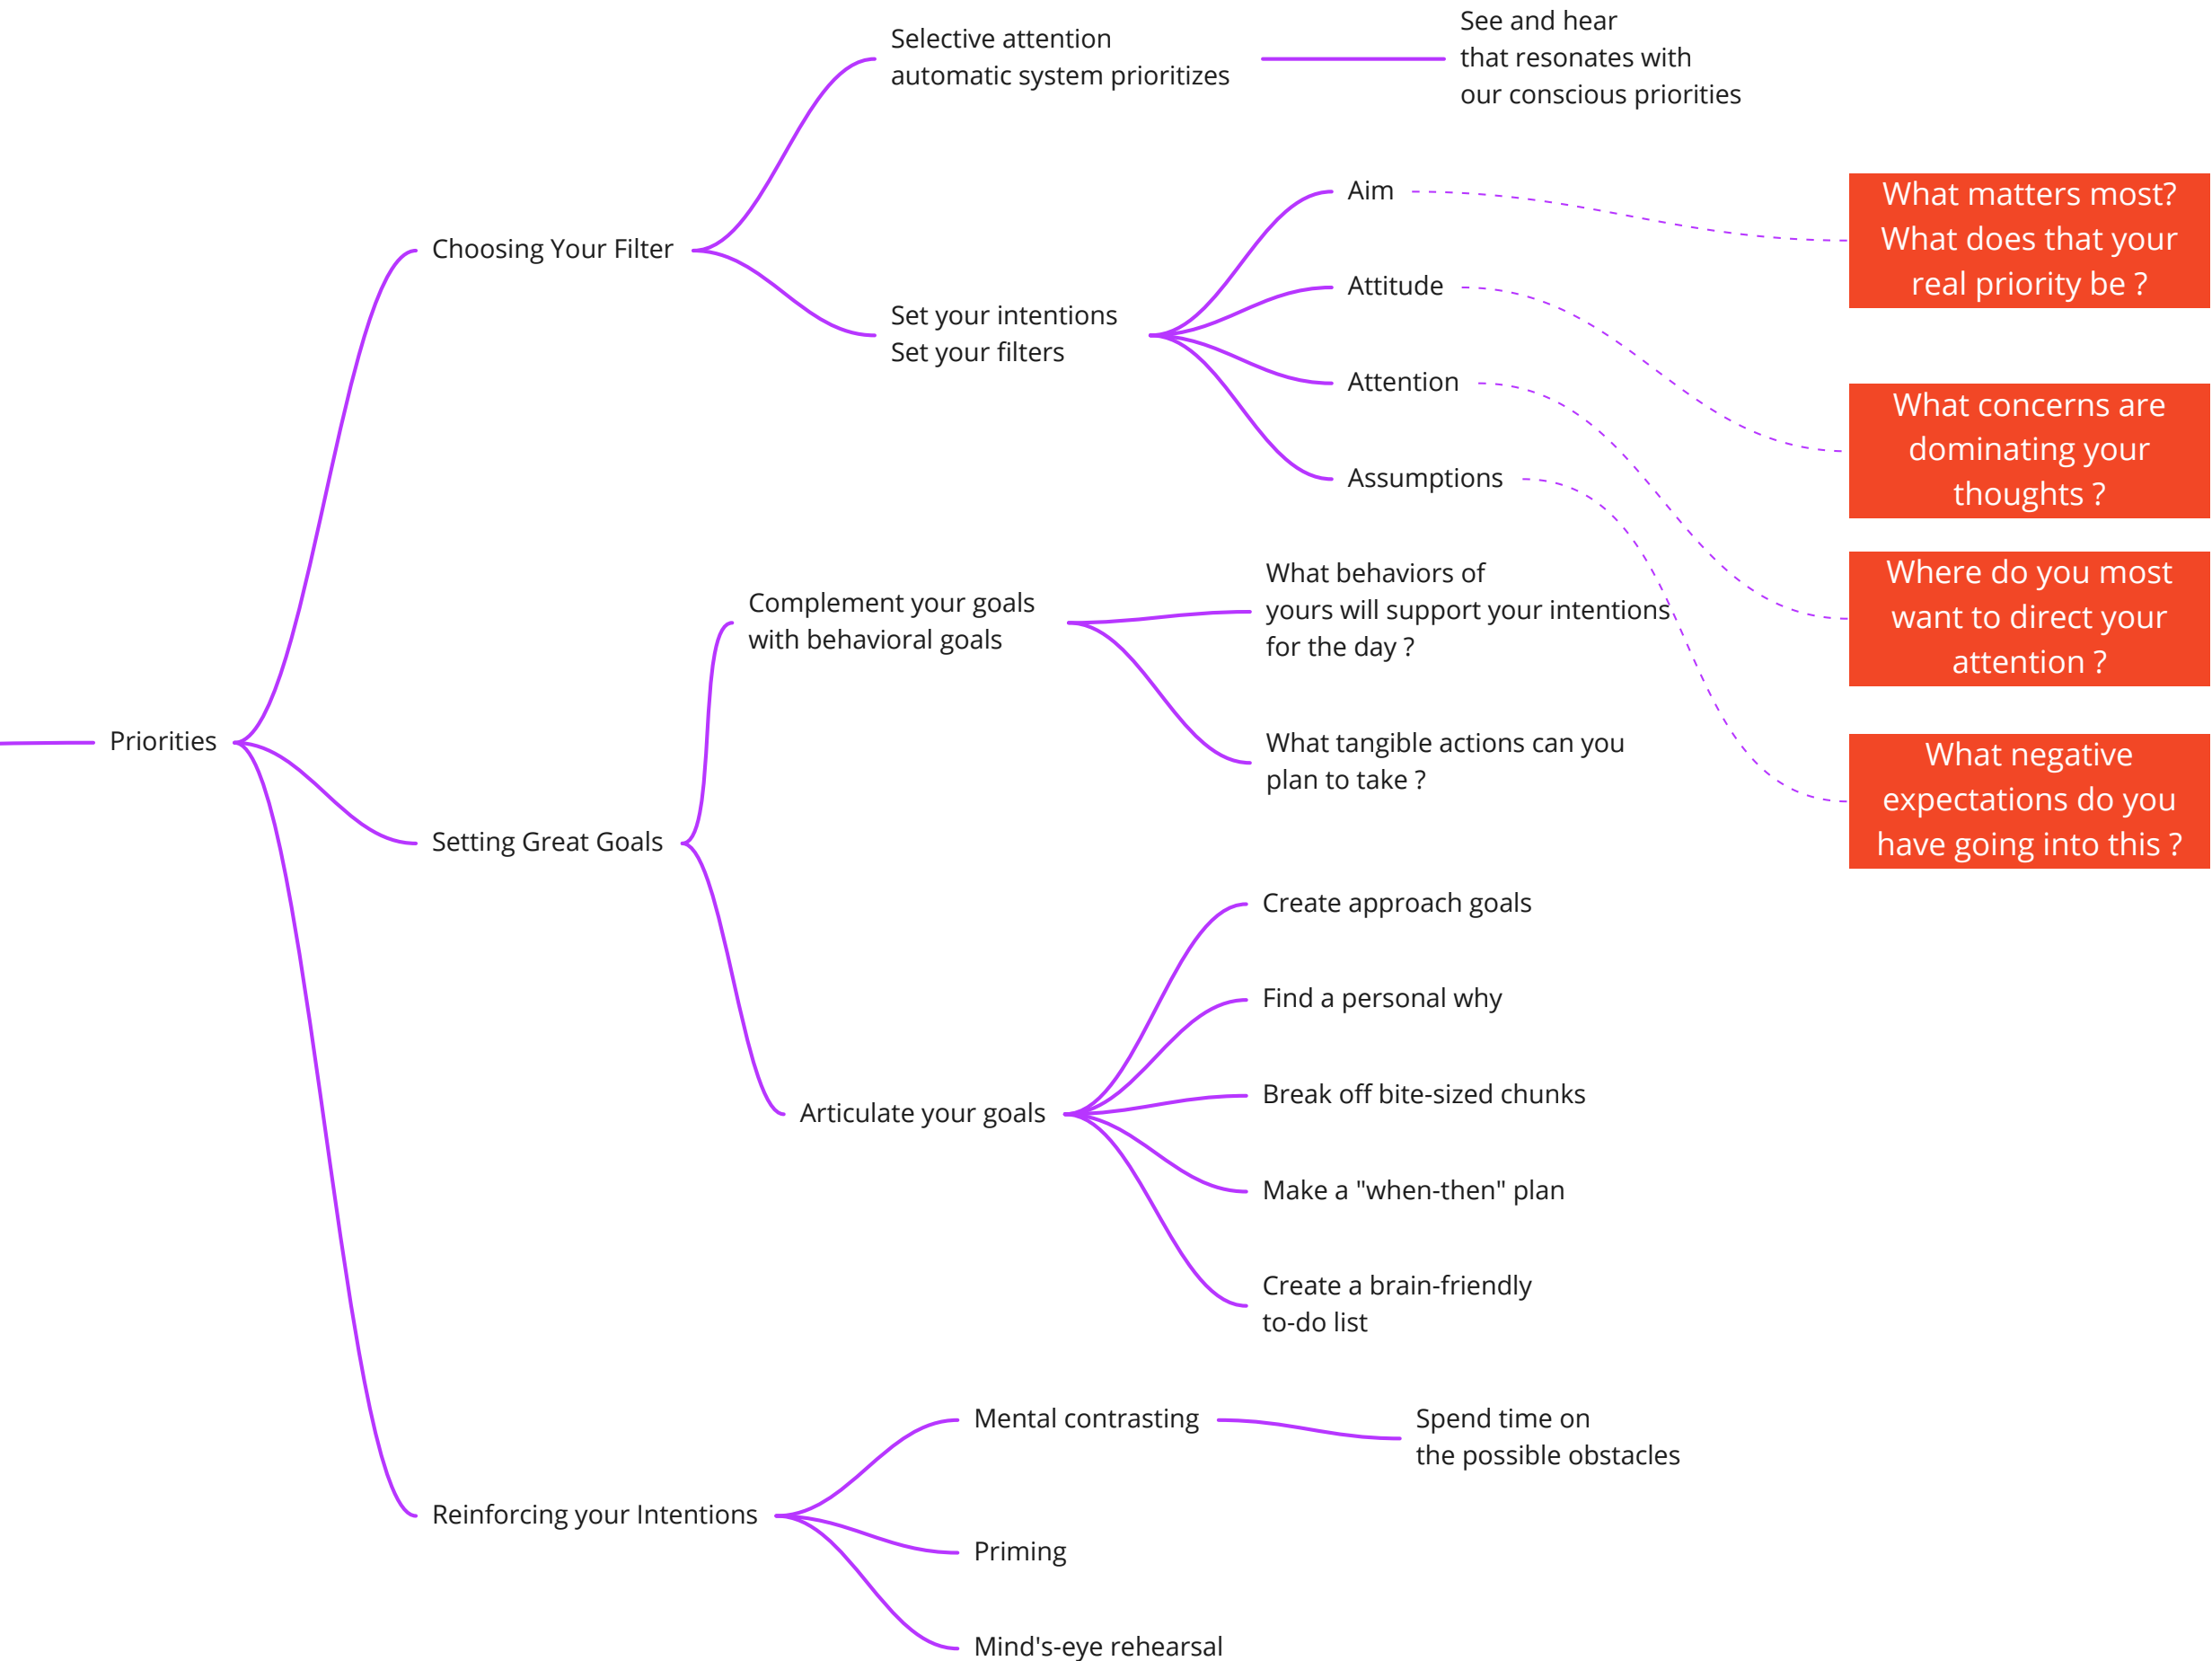 Priorities
Choosing Your Filter
Selective attention
automatic system prioritizes
See and hear
that resonates with
our conscious priorities
Set your intentions
Set your filters
Aim
What matters most?
What does that your
real priority be ?
Attitude
What concerns are
dominating your
thoughts ?
Attention
Where do you most
want to direct your
attention ?
Assumptions
What negative
expectations do you
have going into this ?
Setting Great Goals
Complement your goals
with behavioral goals
What behaviors of
yours will support your intentions
for the day ?
What tangible actions can you
plan to take ?
Articulate your goals
Create approach goals
Find a personal why
Break off bite-sized chunks
Make a "when-then" plan
Create a brain-friendly
to-do list
Reinforcing your Intentions
Mental contrasting
Spend time on
the possible obstacles
Priming
Mind's-eye rehearsal